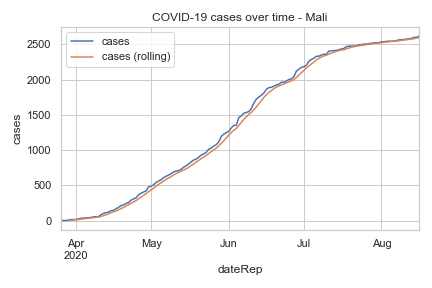 COVID-19 cases over time - Mali
cases
cases (rolling)
2500
2000
1500
1000
500
0
cases
Apr
2020
May
Jun
Jul
Aug
dateRep